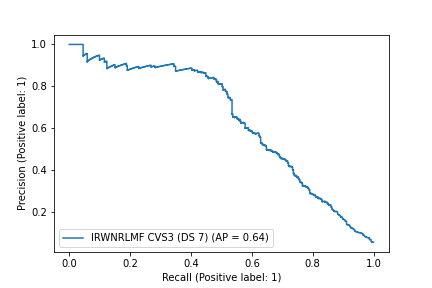 1.0
0.8
0.6
0.4
0.2
Precision (Positive label: 1)
IRWNRLMF CVS3 (DS 7) (AP = 0.64)
0.0 0.2 0.4 0.6 0.8 1.0
Recall (Positive label: 1)